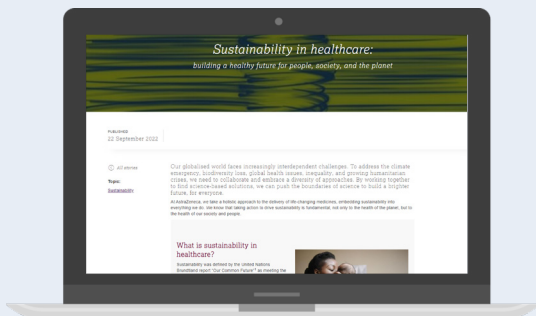 Sustainability in healthcare:
building a healthy future for people, society, and the planet
PUBLISHED
22 September 2022
Our globalised world faces increasingly interdependent challenges. To address the climate
emergency, biodiversity loss, global health issues, inequality, and growing humanitarian
crises, we need to collaborate and embrace a diversity of approaches. By working together
to find science-based solutions, we can push the boundaries of science to build a brighter
future, for everyone.
Topic:
Sustainability
At AstraZeneca, we take a holistic approach to the delivery of life-changing medicines, embedding sustainability into
everything we do. We know that taking action to drive sustainability is fundamental, not only to the health of the planet, but to
the health of our society and people.
What is sustainability in
healthcare?
Sustainability was defined by the United Nations
Brundtland report 'Our Common Future' as meeting the